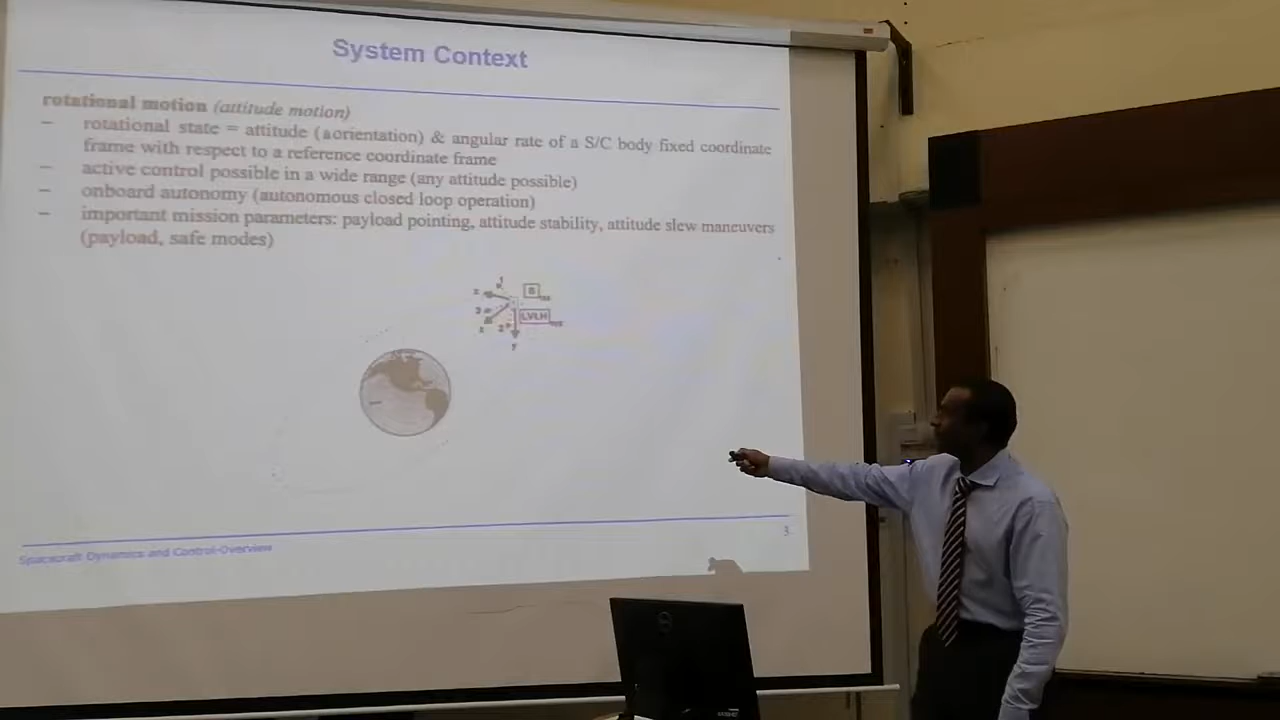 System Context
rotational motion (attitude motion)
– rotational state = attitude (≙orientation) & angular rate of a S/C body fixed coordinate
frame with respect to a reference coordinate frame
– active control possible in a wide range (any attitude possible)
– onboard autonomy (autonomous closed loop operation)
– important mission parameters: payload pointing, attitude stability, attitude slew maneuvers
(payload, safe modes)
B
LVLH
y
3
Spacecraft Dynamics and Control-Overview